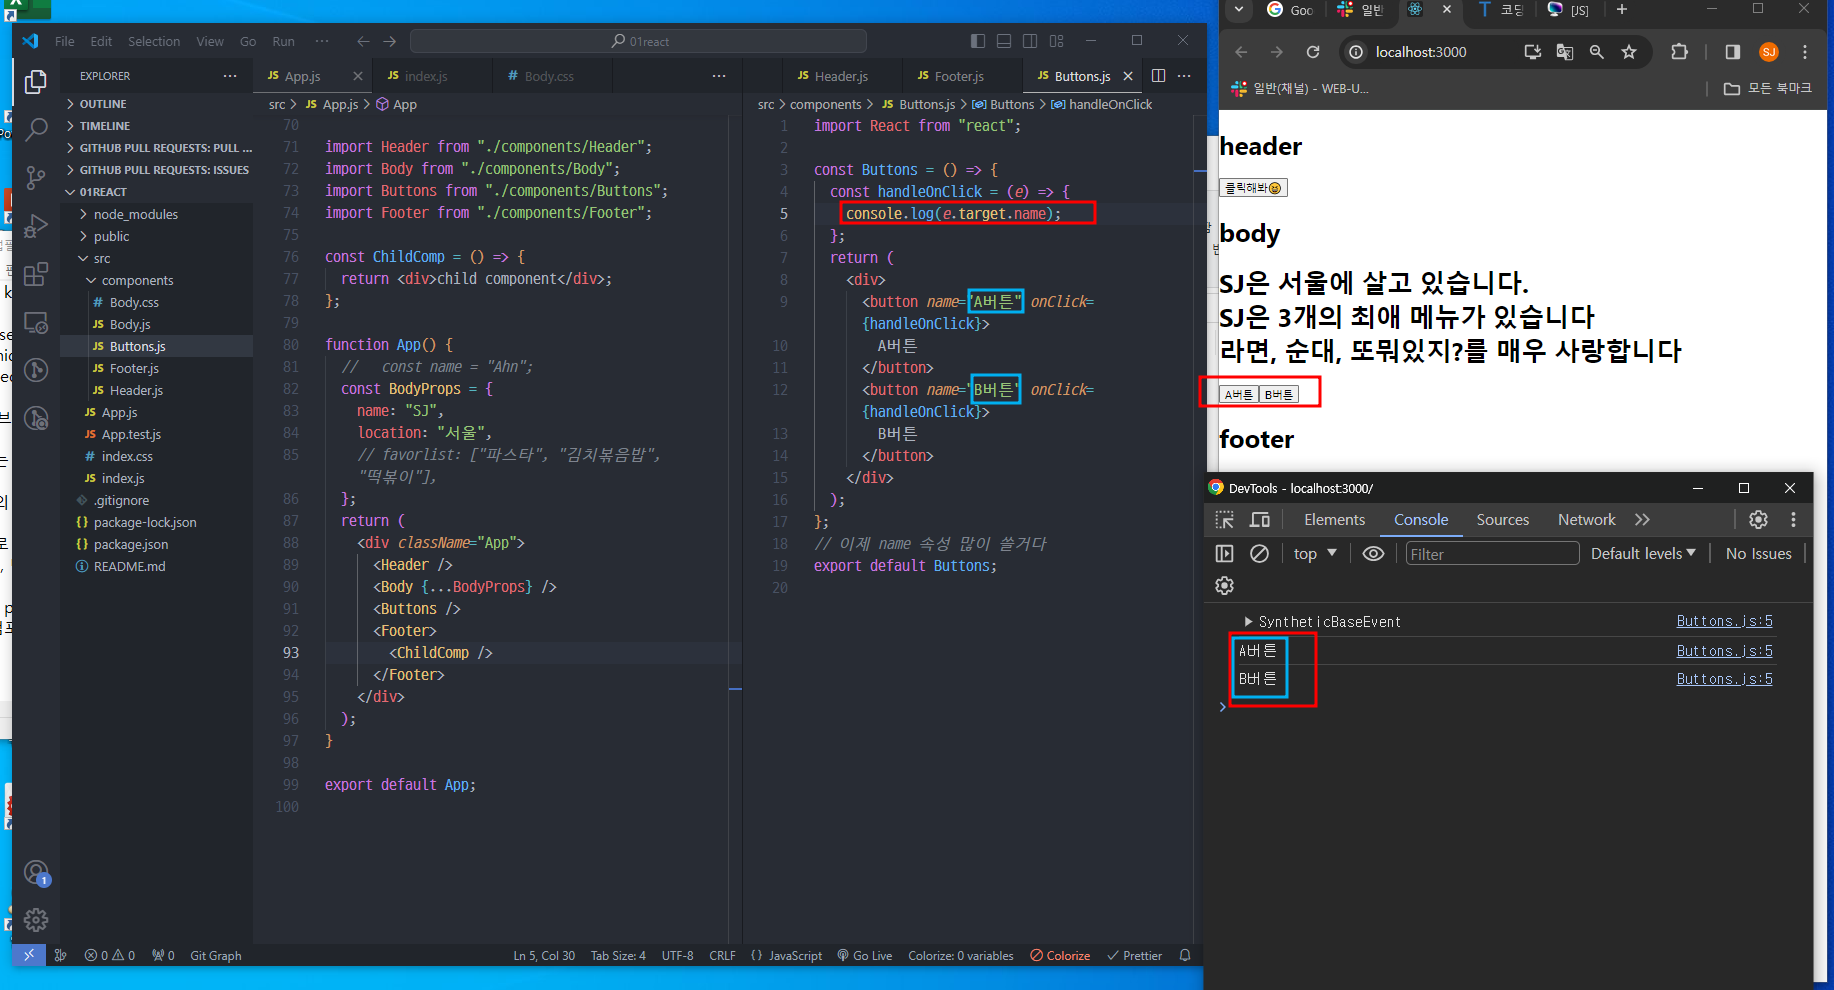 File Edit Selection View Go Run ··· 01react
EXPLORER ···
OUTLINE
TIMELINE
GITHUB PULL REQUESTS: PULL ...
GITHUB PULL REQUESTS: ISSUES
01REACT
node_modules
public
src
components
# Body.css
JS Body.js
JS Buttons.js
JS Footer.js
JS Header.js
JS App.js
JS App.test.js
# index.css
JS index.js
.gitignore
{} package-lock.json
{} package.json
README.md
JS App.js JS index.js # Body.css ···
src > JS App.js > App
70
71 import Header from "./components/Header";
72 import Body from "./components/Body";
73 import Buttons from "./components/Buttons";
74 import Footer from "./components/Footer";
75
76 const ChildComp = () => {
77 return <div>child component</div>;
78 };
79
80 function App() {
81 // const name = "Ahn";
82 const BodyProps = {
83 name: "SJ",
84 location: "서울",
85 // favorlist: ["파스타", "김치볶음밥",
"떡볶이"],
86 };
87 return (
88 <div className="App">
89 <Header />
90 <Body {...BodyProps} />
91 <Buttons />
92 <Footer>
93 <ChildComp />
94 </Footer>
95 </div>
96 );
97 }
98
99 export default App;
100
JS Header.js JS Footer.js JS Buttons.js ···
src > components > JS Buttons.js > Buttons > handleOnClick
1 import React from "react";
2
3 const Buttons = () => {
4 const handleOnClick = (e) => {
5 console.log(e.target.name);
6 };
7 return (
8 <div>
9 <button name="A버튼" onClick=
{handleOnClick}>
10 A버튼
11 </button>
12 <button name="B버튼" onClick=
{handleOnClick}>
13 B버튼
14 </button>
15 </div>
16 );
17 };
18 // 이제 name 속성 많이 쓸거다
19 export default Buttons;
20
1
0 0 0 Git Graph Ln 5, Col 30 Tab Size: 4 UTF-8 CRLF {} JavaScript Go Live Colorize: 0 variables Colorize Prettier
Goo 일반 코딩 [JS]
localhost:3000 SJ
일반(채널) - WEB-U... 모든 북마크
header
클릭해봐
body
SJ은 서울에 살고 있습니다.
SJ은 3개의 최애 메뉴가 있습니다
라면, 순대, 또뭐있지?를 매우 사랑합니다
A버튼 B버튼
footer
DevTools - localhost:3000/
Elements Console Sources Network
top Filter Default levels No Issues
SyntheticBaseEvent Buttons.js:5
A버튼 Buttons.js:5
B버튼 Buttons.js:5